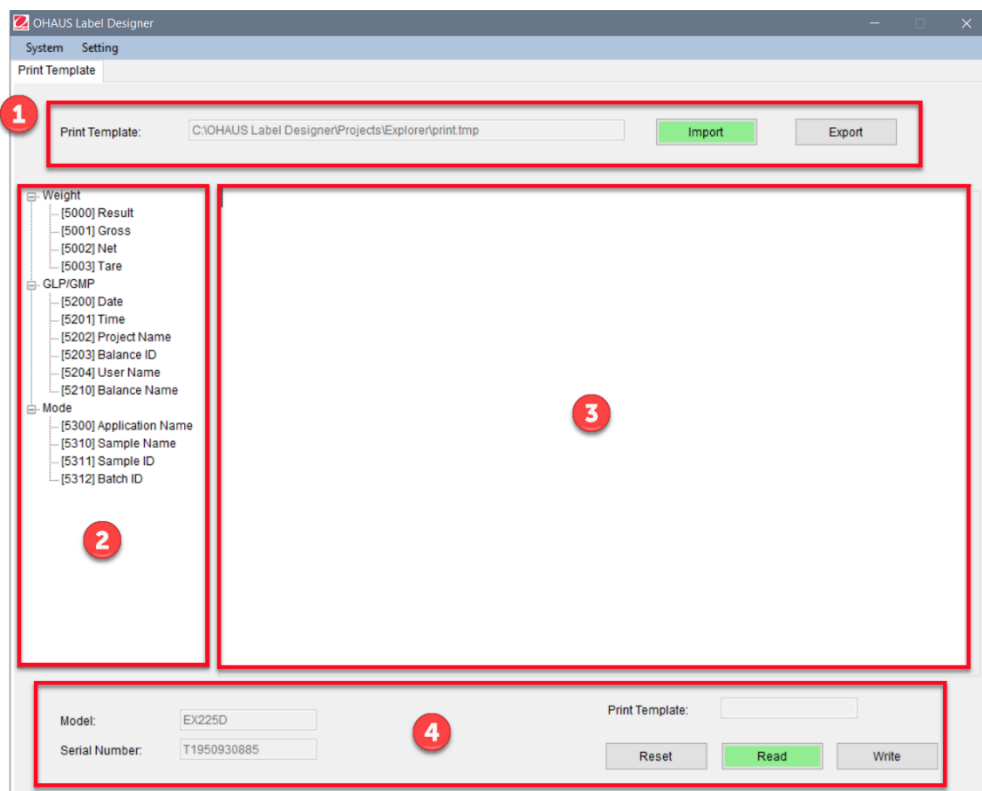 OHAUS Label Designer
System Setting
Print Template
1
Print Template: C:\OHAUS Label Designer\Projects\Explorer\print.tmp Import Export
Weight
[5000] Result
[5001] Gross
[5002] Net
[5003] Tare
GLP/GMP
[5200] Date
[5201] Time
[5202] Project Name
[5203] Balance ID
[5204] User Name
[5210] Balance Name
Mode
[5300] Application Name
[5310] Sample Name
[5311] Sample ID
[5312] Batch ID
2
3
Model: EX225D
Serial Number: T1950930885
4
Print Template:
Reset Read Write